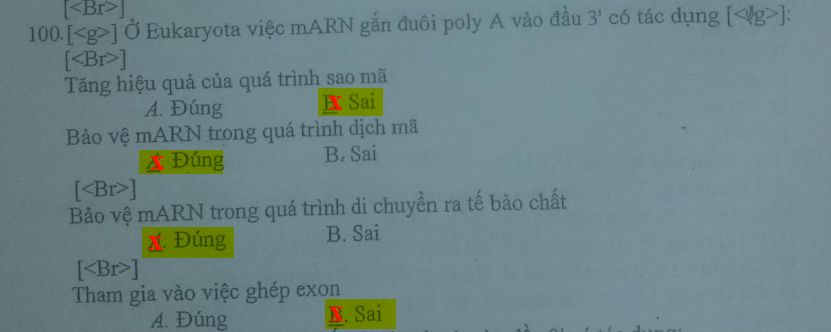 [<Br>]
100.[<g>] Ở Eukaryota việc mARN gắn đuôi poly A vào đầu 3' có tác dụng [</g>]:
[<Br>]
Tăng hiệu quả của quá trình sao mã
A. Đúng B. Sai
Bảo vệ mARN trong quá trình dịch mã
A. Đúng B. Sai
[<Br>]
Bảo vệ mARN trong quá trình di chuyển ra tế bào chất
A. Đúng B. Sai
[<Br>]
Tham gia vào việc ghép exon
A. Đúng B. Sai